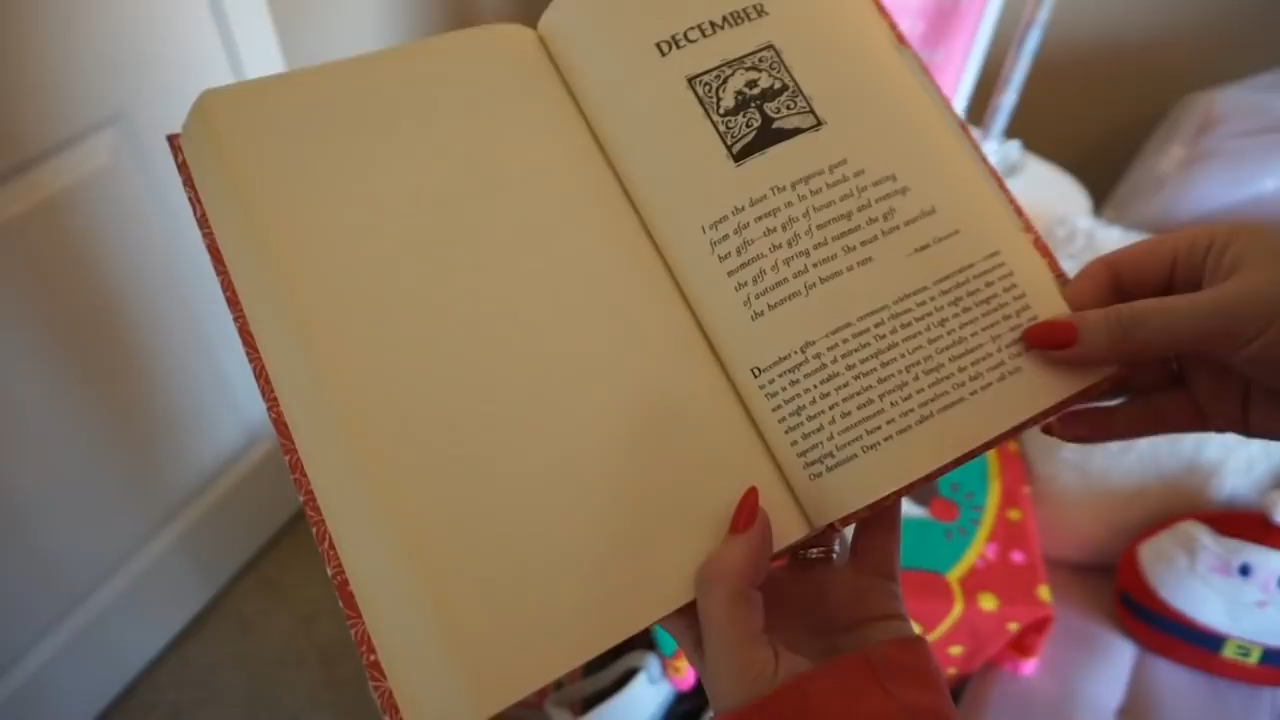 DECEMBER
I open the door. The gorgeous guest
from afar sweeps in. In her hands are
her gifts—the gifts of hours and far-seeing
moments, the gift of mornings and evenings,
the gift of spring and summer, the gift
of autumn and winter. She must have searched
the heavens for boons so rare.
December's gifts—custom, ceremony, celebration, consecration—come
to us wrapped up, not in tissue and ribbons, but in cherished memories.
This is the month of miracles. The oil that burns for eight days, the royal
son born in a stable, the inexplicable return of Light on the longest, dark
est night of the year. Where there is Love, there are always miracles. And
where there are miracles, there is great joy. Gratefully, we weave the gold
en thread of the sixth principle of Simple Abundance—Joy—
tapestry of contentment. At last we embrace the miracle of
changing forever how we view ourselves. Our daily round. Our
Our destinies. Days we once called common, we now call holy.